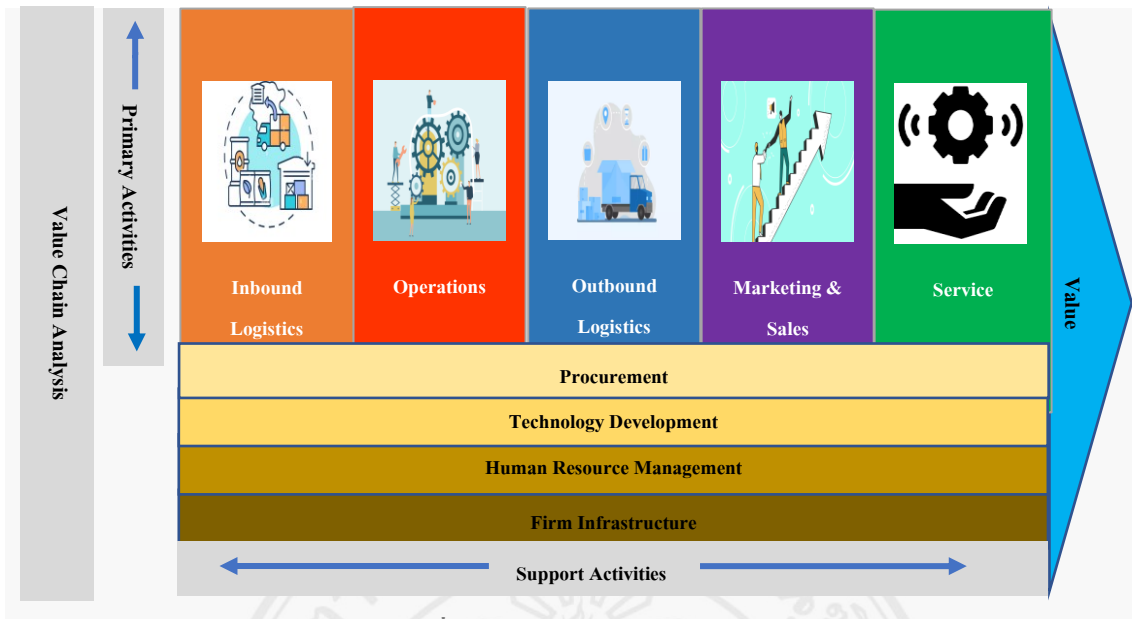 Value Chain Analysis
Primary Activities
Inbound
Logistics
Operations
Outbound
Logistics
Marketing &
Sales
Service
Value
Procurement
Technology Development
Human Resource Management
Firm Infrastructure
Support Activities